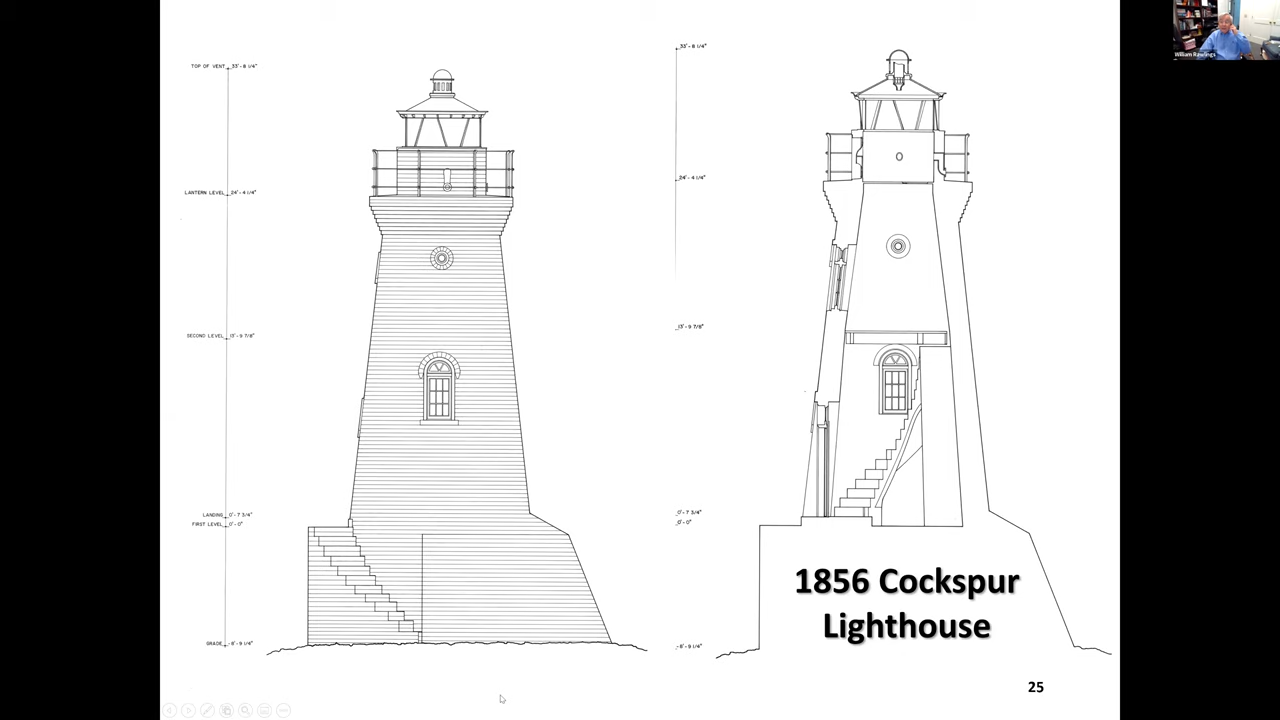 William Rawlings
TOP OF VENT 33'- 8 1/4"
LANTERN LEVEL 24'- 4 1/4"
SECOND LEVEL 13'- 9 7/8"
LANDING 0'- 7 3/4"
FIRST LEVEL 0'- 0"
GRADE -8'- 9 1/4"
33'- 8 1/4"
24'- 4 1/4"
13'- 9 7/8"
0'- 7 3/4"
0'- 0"
-8'- 9 1/4"
1856 Cockspur
Lighthouse
25